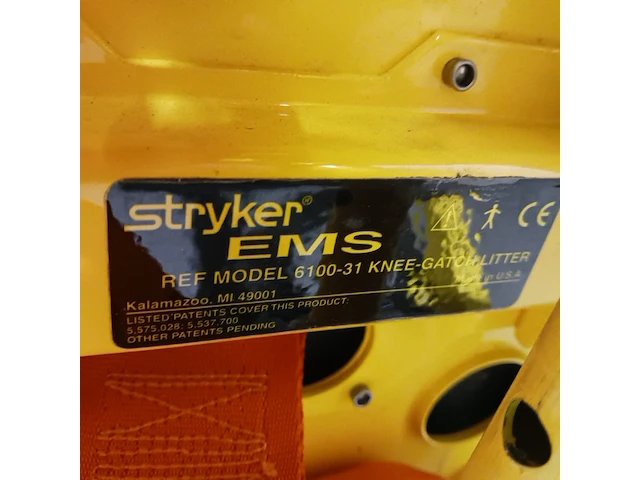 stryker®
EMS
CE
REF MODEL 6100-31 KNEE-GATCH LITTER
Kalamazoo, MI 49001
in U.S.A.
LISTED PATENTS COVER THIS PRODUCT:
5,575,028; 5,537,700
OTHER PATENTS PENDING